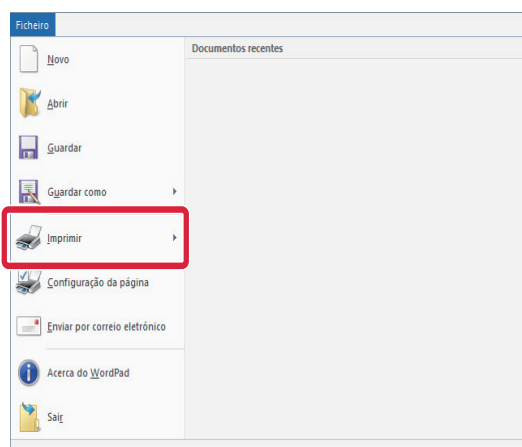 Ficheiro
Novo
Documentos recentes
Abrir
Guardar
Guardar como
Imprimir
Configuração da página
Enviar por correio eletrónico
Acerca do WordPad
Sair